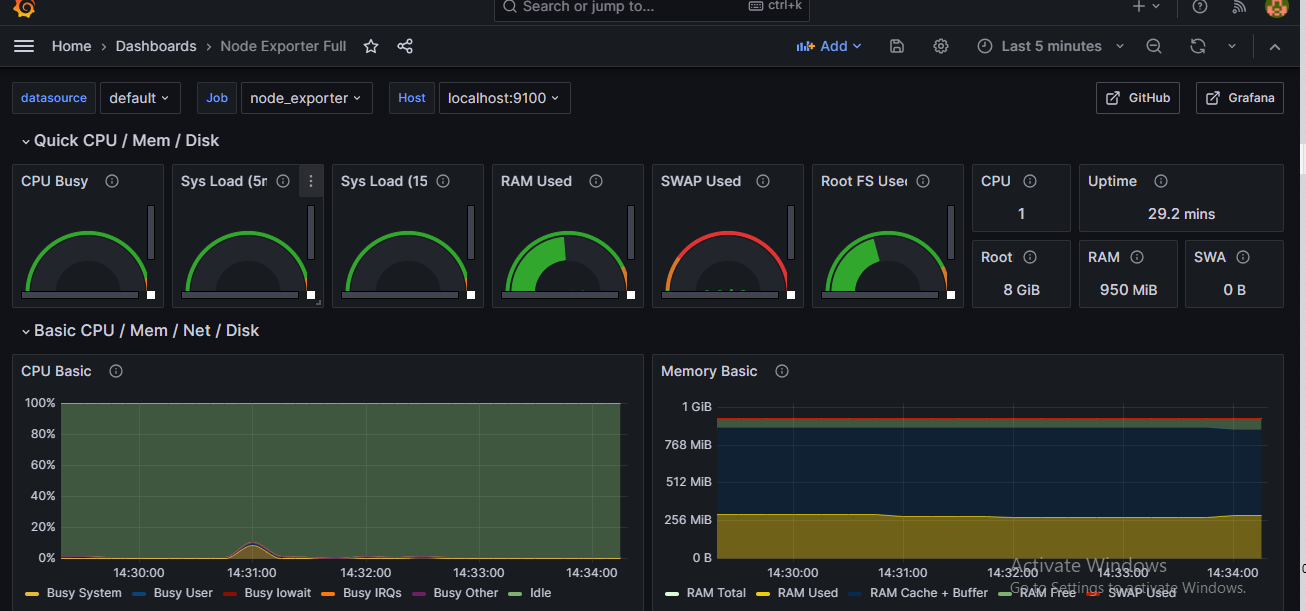 Search or jump to... ctrl+k
Home › Dashboards › Node Exporter Full Add Last 5 minutes
datasource default Job node_exporter Host localhost:9100 GitHub Grafana
Quick CPU / Mem / Disk
CPU Busy Sys Load (5m Sys Load (15 RAM Used SWAP Used Root FS Used CPU Uptime
1 29.2 mins
Root RAM SWA
8 GiB 950 MiB 0 B
Basic CPU / Mem / Net / Disk
CPU Basic
100%
80%
60%
40%
20%
0%
14:30:00 14:31:00 14:32:00 14:33:00 14:34:00
Busy System Busy User Busy Iowait Busy IRQs Busy Other Idle
Memory Basic
1 GiB
768 MiB
512 MiB
256 MiB
0 B
14:30:00 14:31:00 14:32:00 14:33:00 14:34:00
RAM Total RAM Used RAM Cache + Buffer RAM Free SWAP Used
Activate Windows
Go to Settings to activate Windows.